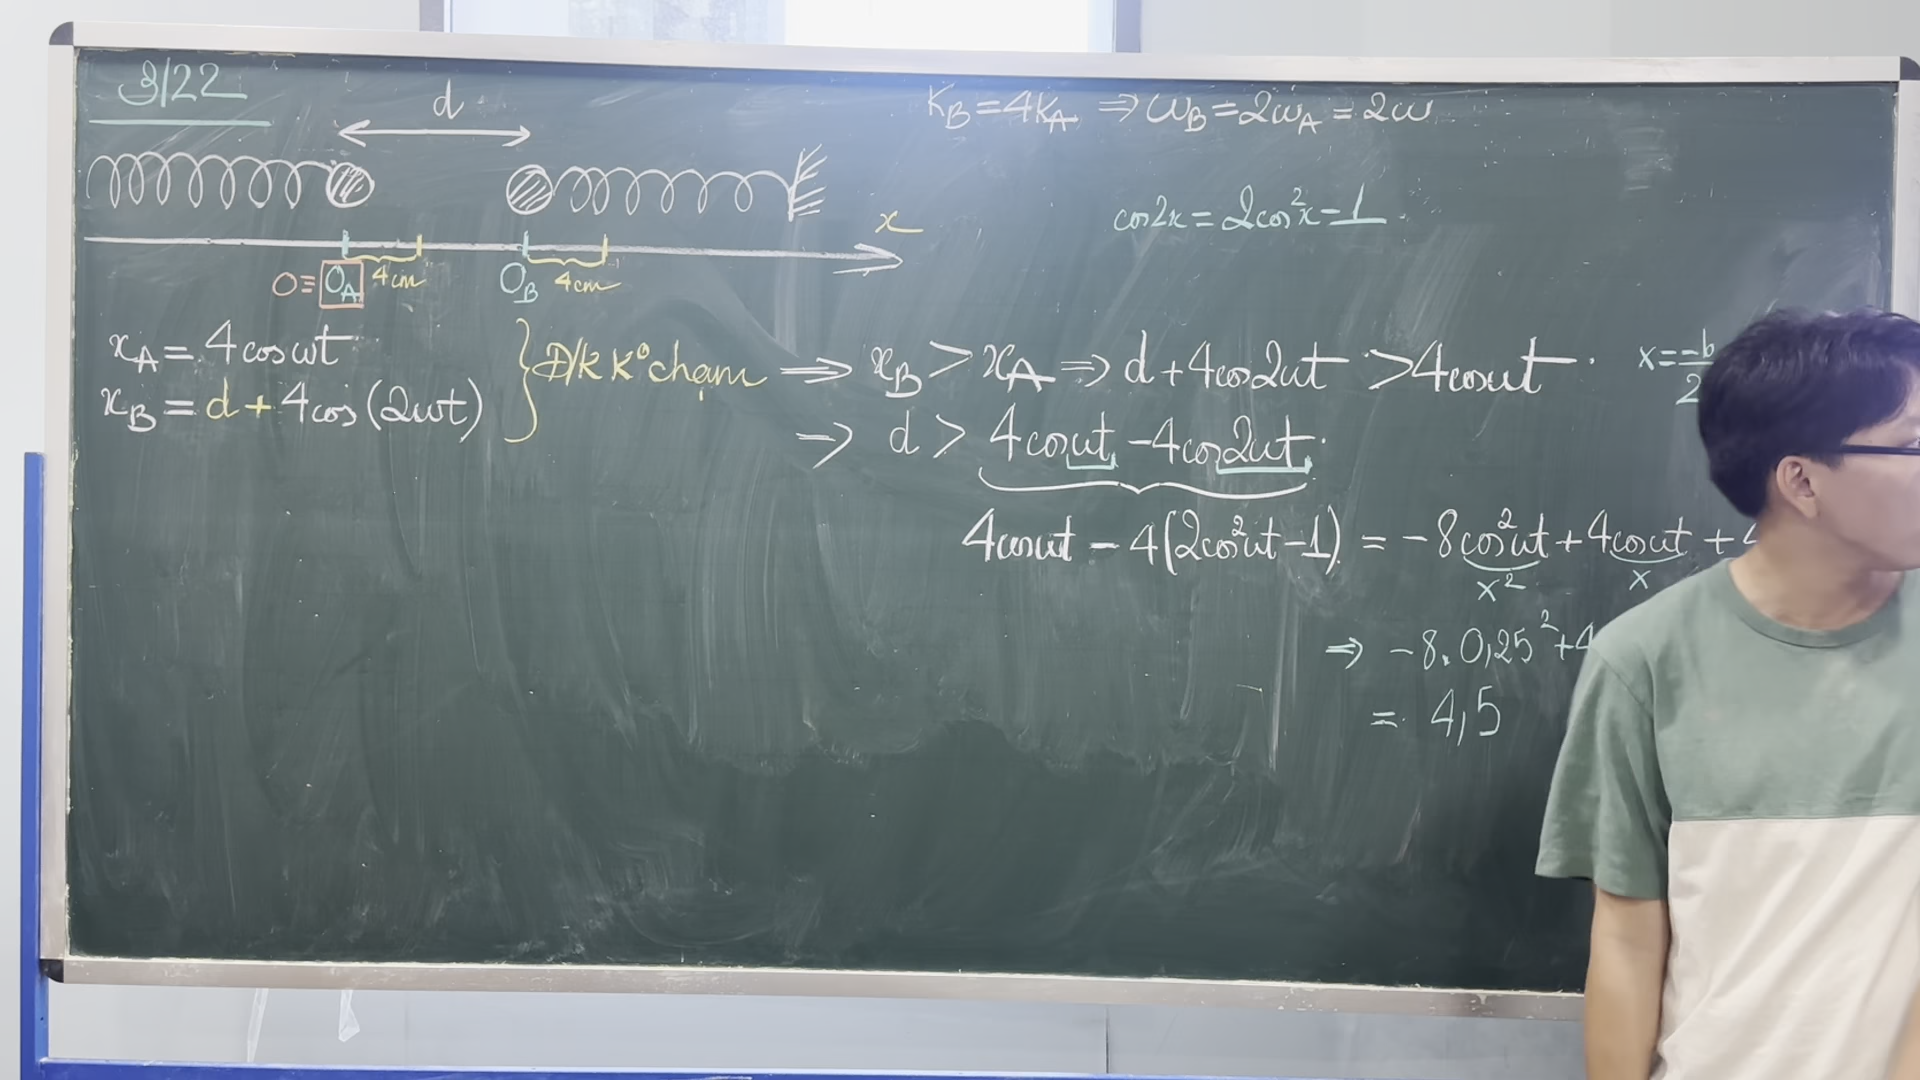 3/22
d
K_B = 4K_A ⇒ ω_B = 2ω_A = 2ω
cos2x = 2cos²x - 1
x
O ≡ O_A 4cm O_B 4cm
x_A = 4cosωt
x_B = d + 4cos(2ωt)
Đ/k k° chạm ⇒ x_B > x_A ⇒ d + 4cos2ωt > 4cosωt
x = -b
2
⇒ d > 4cosωt - 4cos2ωt
4cosωt - 4(2cos²ωt - 1) = -8cos²ωt + 4cosωt +
x² x
⇒ -8.0,25² + 4
= 4,5